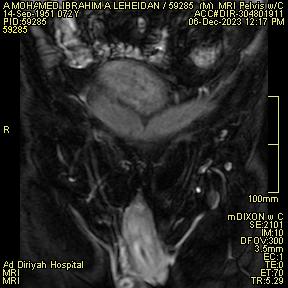 A MOHAMED IBRAHIM A LEHEIDAN / 59285 (M) MRI Pelvis w C
14-Sep-1951 072Y ACC#DIR-304801911
PID:59285 06-Dec-2023 12:17 PM
59285
R
100mm
mDIXON w C
SE:2101
IM:10
DFOV:300
3.5mm
EC:1
TE:0
ET:70
TR:5.29
Ad Diriyah Hospital
MRI
MRI